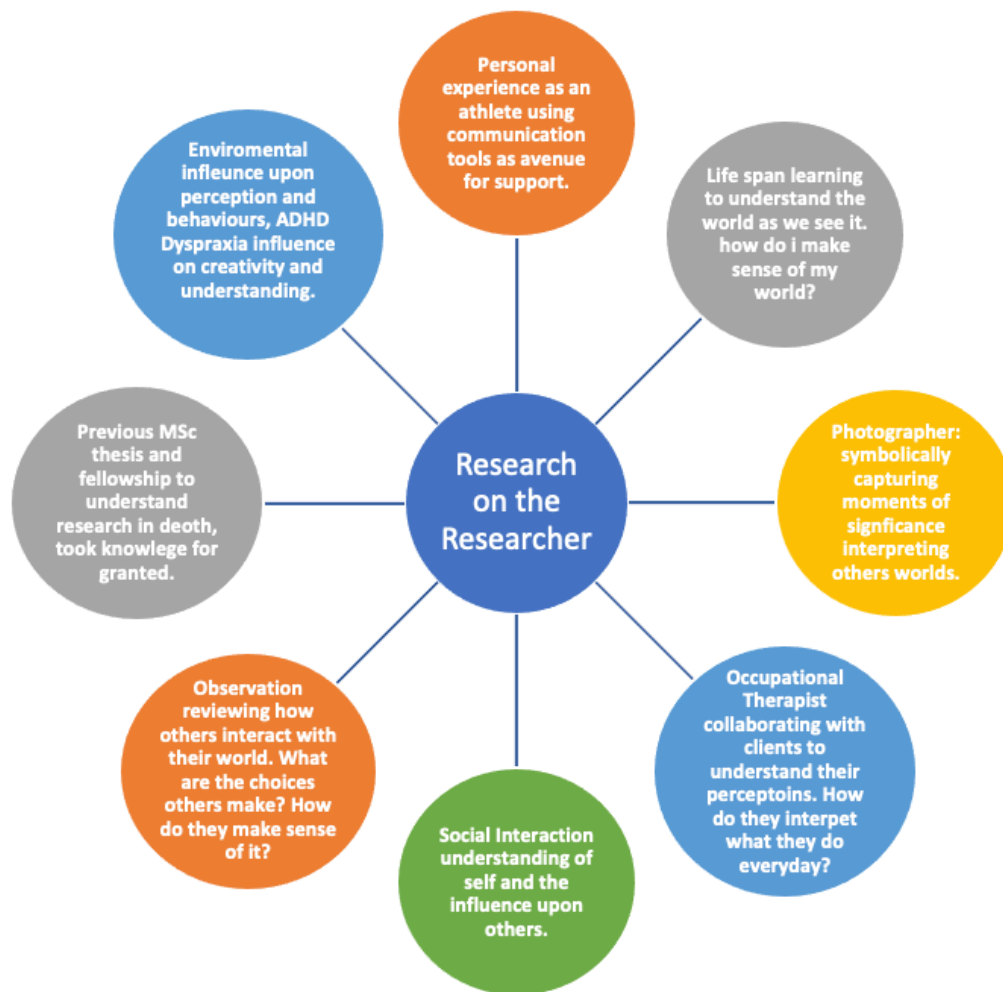 Personal
experience as an
athlete using
communication
tools as avenue
for support.
Life span learning
to understand the
world as we see it.
how do i make
sense of my
world?
Photographer:
symbolically
capturing
moments of
signficance
interpreting
others worlds.
Occupational
Therapist
collaborating with
clients to
understand their
perceptoins. How
do they interpet
what they do
everyday?
Social Interaction
understanding of
self and the
influence upon
others.
Observation
reviewing how
others interact with
their world. What
are the choices
others make? How
do they make sense
of it?
Previous MSc
thesis and
fellowship to
understand
research in deoth,
took knowlege for
granted.
Enviromental
infleunce upon
perception and
behaviours, ADHD
Dyspraxia influence
on creativity and
understanding.
Research
on the
Researcher